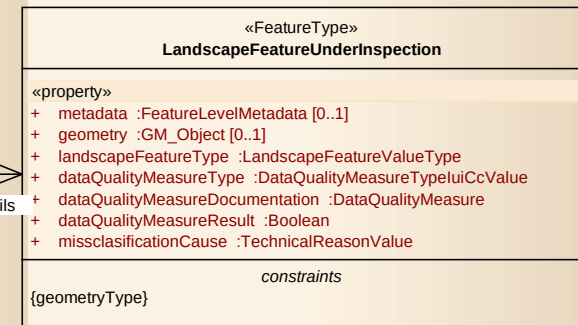 «FeatureType»
LandscapeFeatureUnderInspection
«property»
+ metadata :FeatureLevelMetadata [0..1]
+ geometry :GM_Object [0..1]
+ landscapeFeatureType :LandscapeFeatureValueType
+ dataQualityMeasureType :DataQualityMeasureTypeIuiCcValue
ils
+ dataQualityMeasureDocumentation :DataQualityMeasure
+ dataQualityMeasureResult :Boolean
+ missclasificationCause :TechnicalReasonValue
constraints
{geometryType}